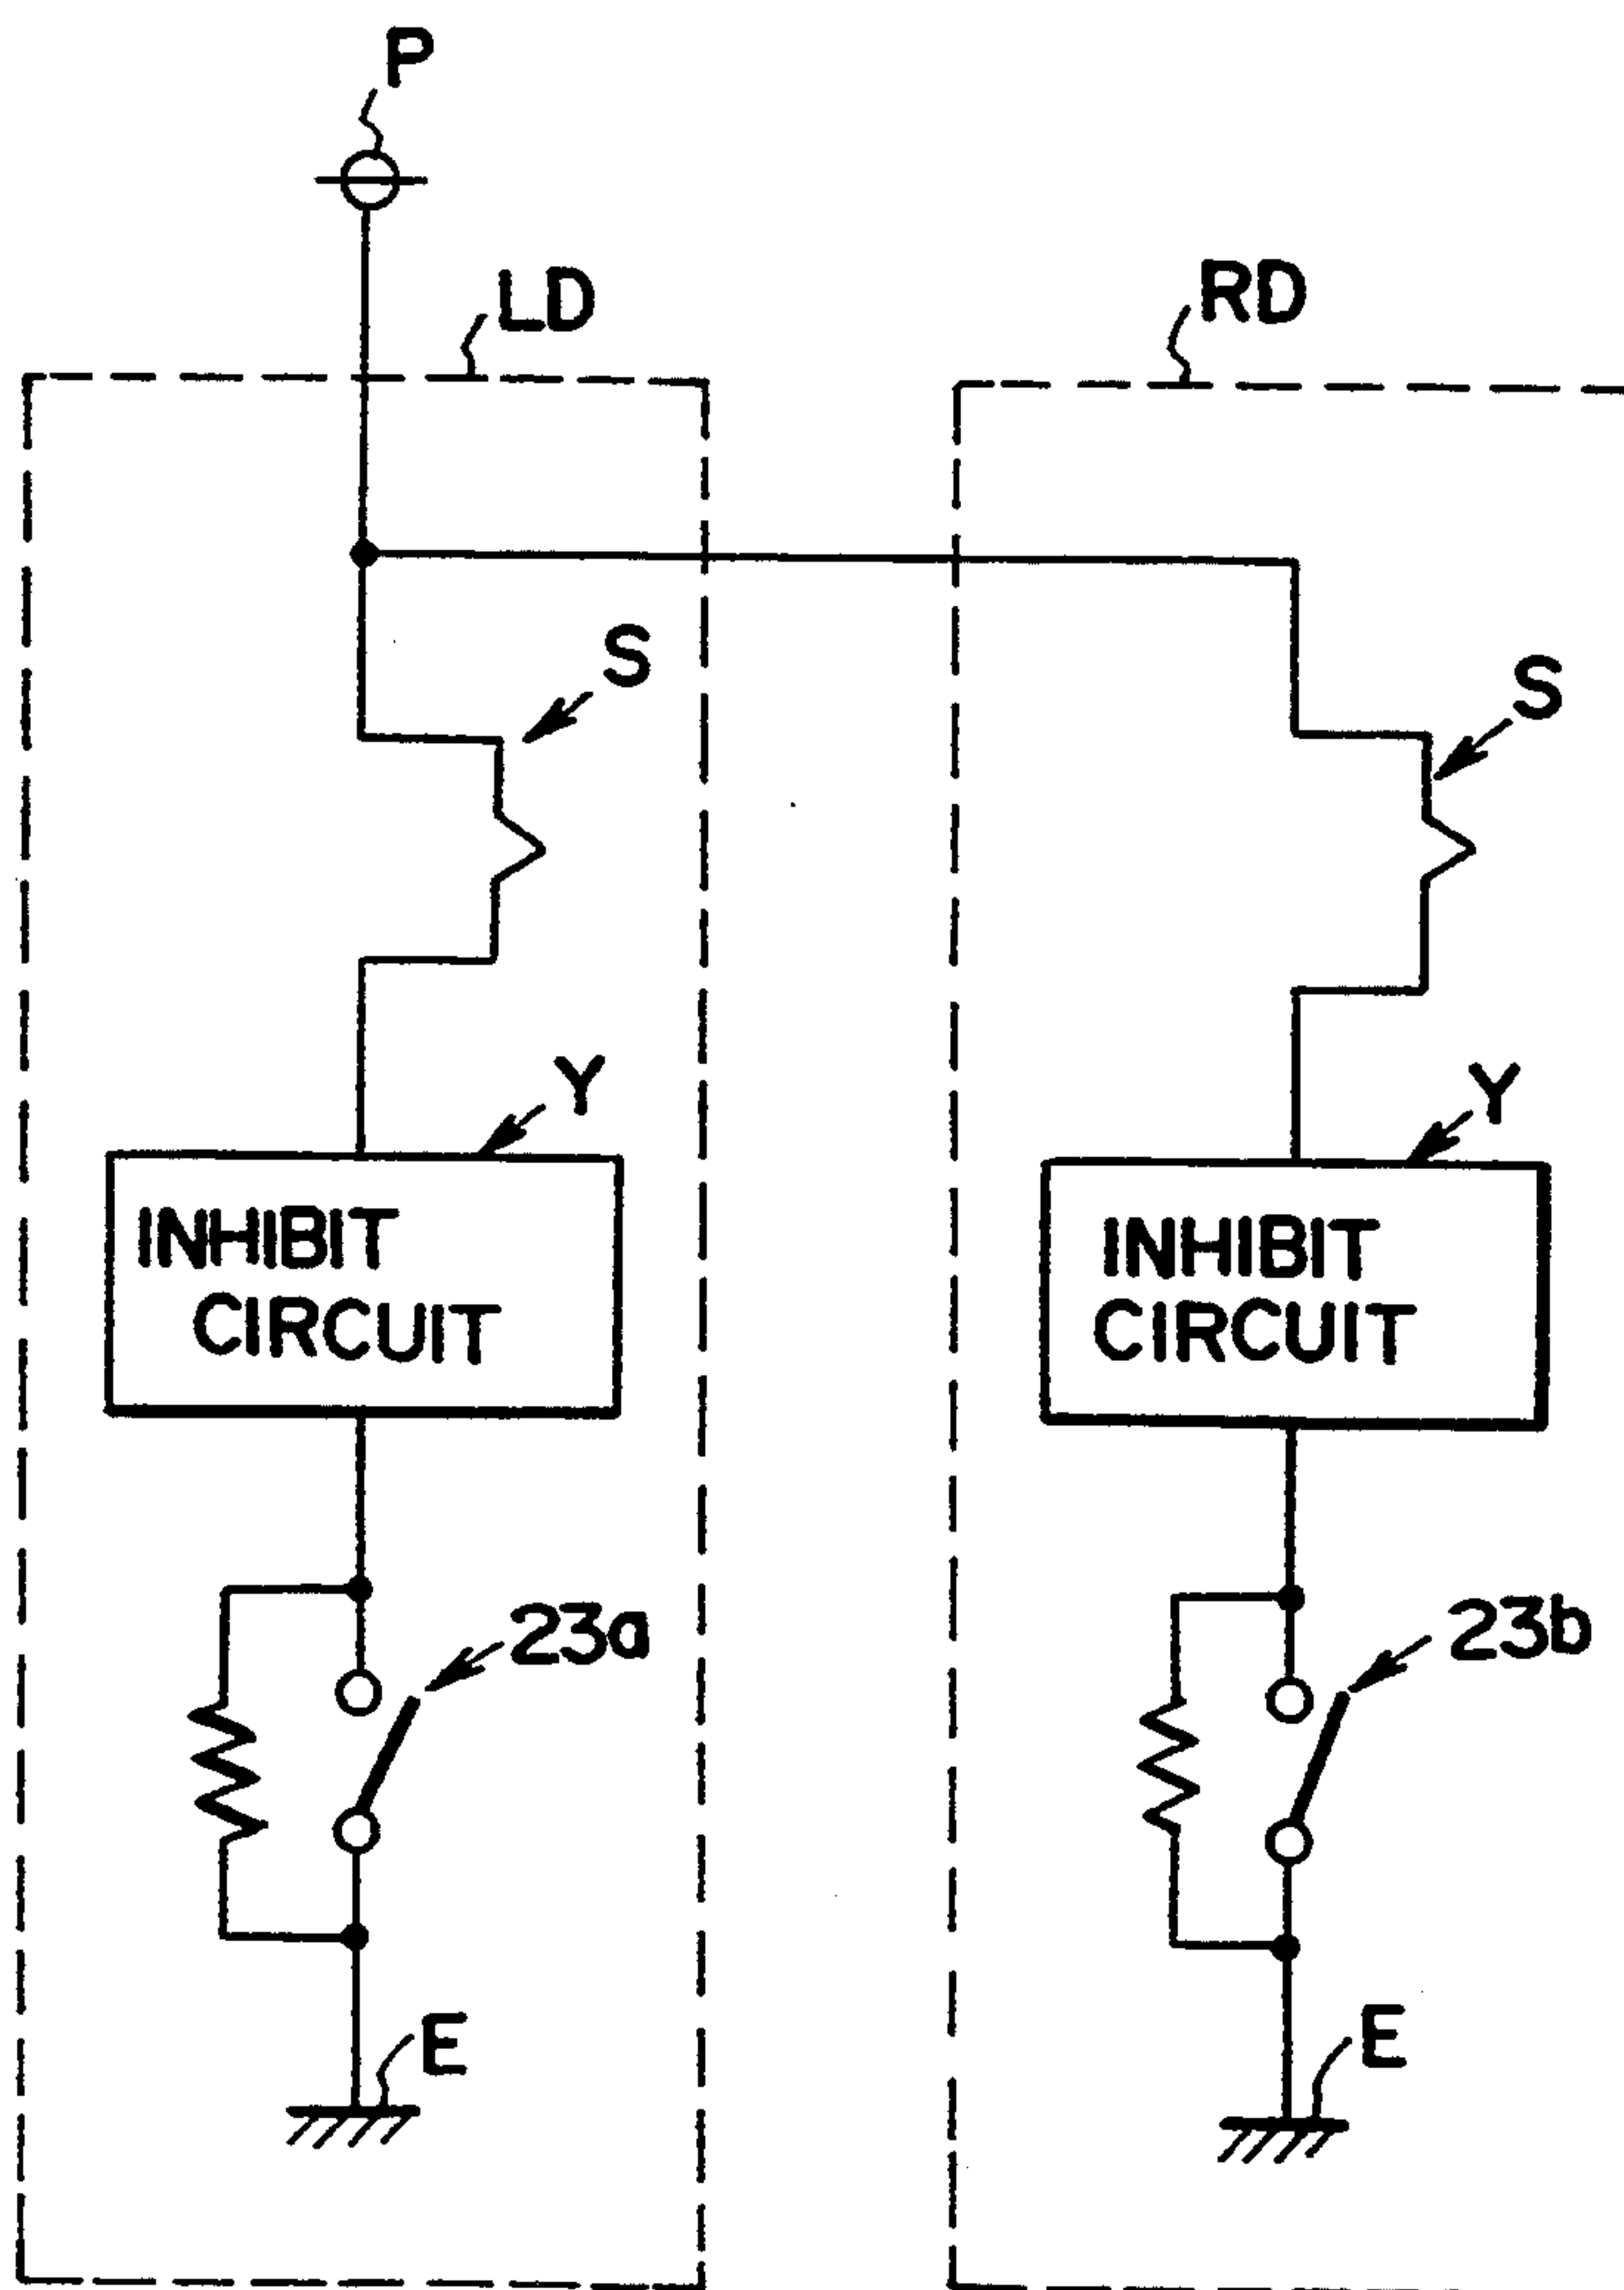 P
LD
RD
S
S
Y
Y
INHIBIT
CIRCUIT
INHIBIT
CIRCUIT
23a
23b
E
E